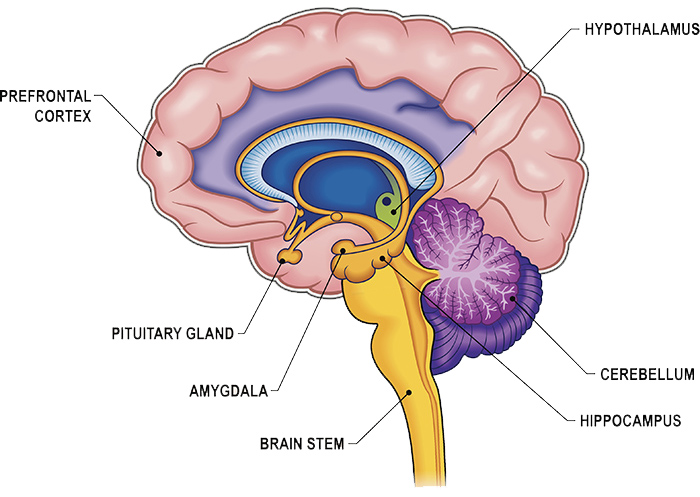 HYPOTHALAMUS
PREFRONTAL
CORTEX
PITUITARY GLAND
AMYGDALA
BRAIN STEM
CEREBELLUM
HIPPOCAMPUS